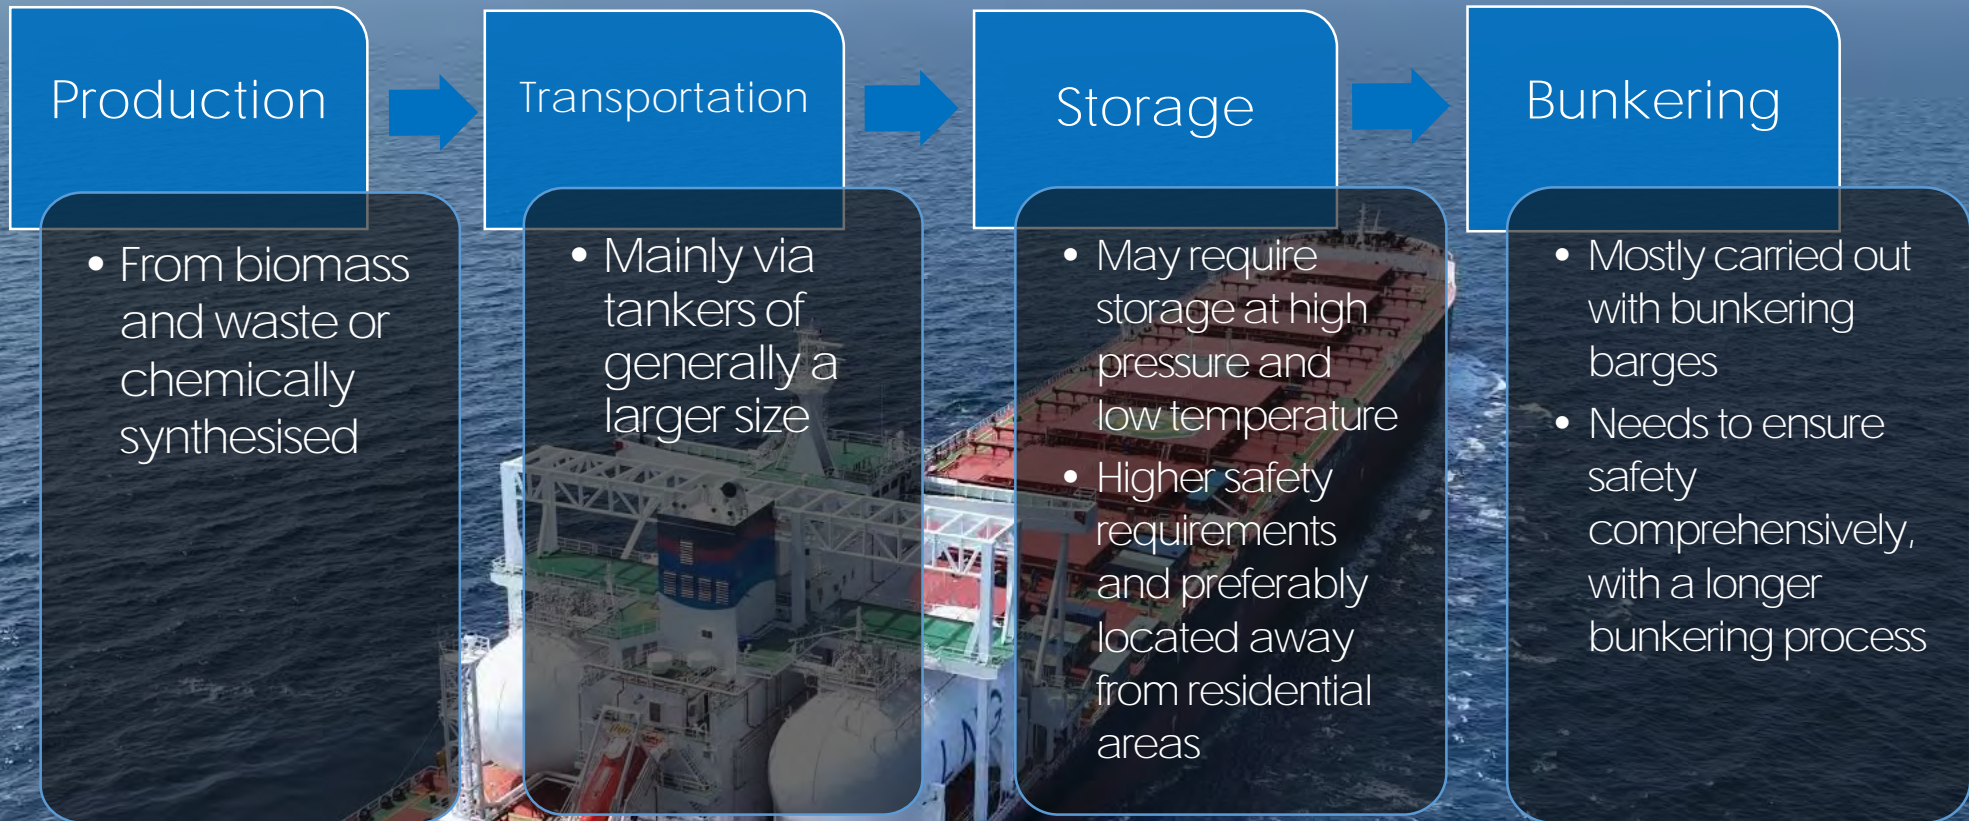 Production
• From biomass
and waste or
chemically
synthesised
Transportation
• Mainly via
tankers of
generally a
larger size
Storage
• May require
storage at high
pressure and
low temperature
• Higher safety
requirements
and preferably
located away
from residential
areas
Bunkering
• Mostly carried out
with bunkering
barges
• Needs to ensure
safety
comprehensively,
with a longer
bunkering process
LNG